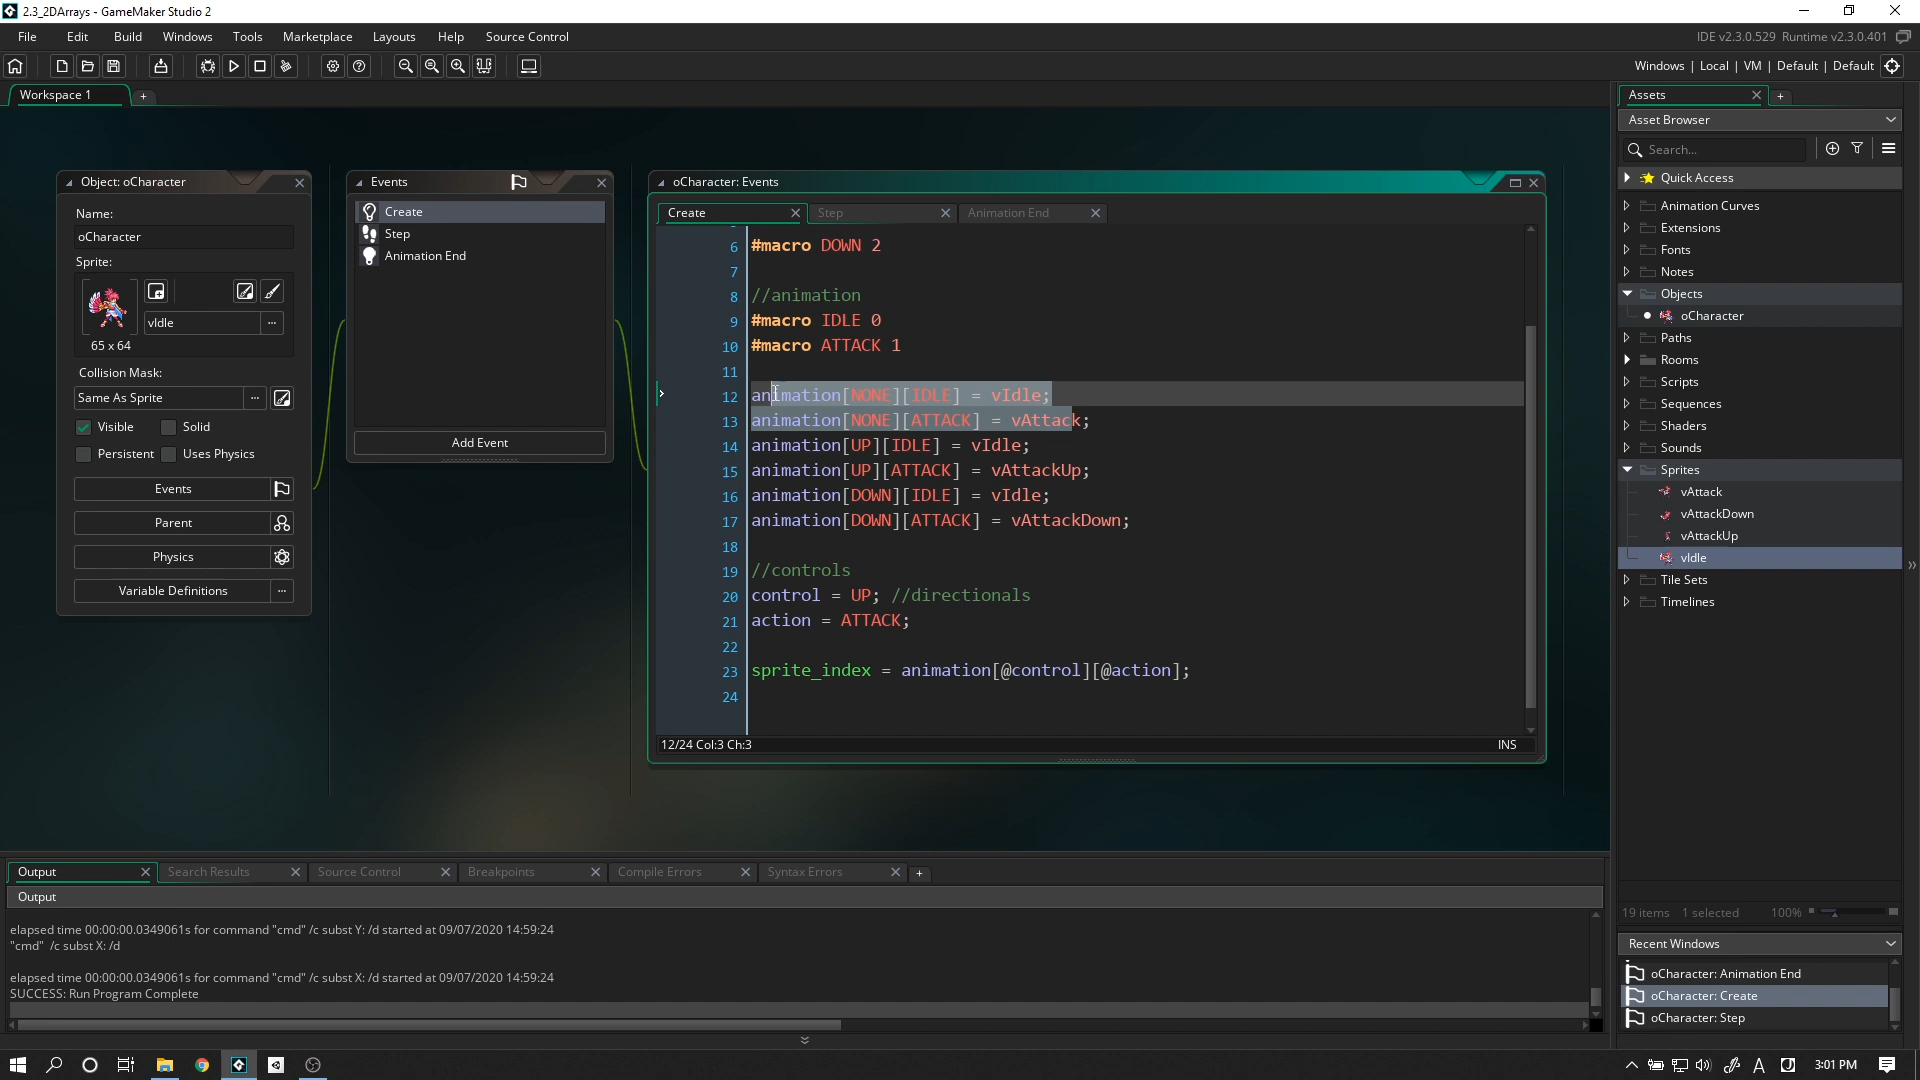 2.3_2DArrays - GameMaker Studio 2
File Edit Build Windows Tools Marketplace Layouts Help Source Control
IDE v2.3.0.529 Runtime v2.3.0.401
Windows | Local | VM | Default | Default
Workspace 1
+
Object: oCharacter
Name:
oCharacter
Sprite:
vIdle
...
65 x 64
Collision Mask:
Same As Sprite
...
Visible
Solid
Persistent
Uses Physics
Events
Parent
Physics
Variable Definitions
...
Events
Create
Step
Animation End
Add Event
oCharacter: Events
Create
Step
Animation End
6 #macro DOWN 2
7
8 //animation
9 #macro IDLE 0
10 #macro ATTACK 1
11
12 animation[NONE][IDLE] = vIdle;
13 animation[NONE][ATTACK] = vAttack;
14 animation[UP][IDLE] = vIdle;
15 animation[UP][ATTACK] = vAttackUp;
16 animation[DOWN][IDLE] = vIdle;
17 animation[DOWN][ATTACK] = vAttackDown;
18
19 //controls
20 control = UP; //directionals
21 action = ATTACK;
22
23 sprite_index = animation[@control][@action];
24
12/24 Col:3 Ch:3
INS
Assets
+
Asset Browser
Search...
Quick Access
Animation Curves
Extensions
Fonts
Notes
Objects
oCharacter
Paths
Rooms
Scripts
Sequences
Shaders
Sounds
Sprites
vAttack
vAttackDown
vAttackUp
vIdle
Tile Sets
Timelines
19 items 1 selected 100%
Recent Windows
oCharacter: Animation End
oCharacter: Create
oCharacter: Step
Output Search Results Source Control Breakpoints Compile Errors Syntax Errors +
Output
elapsed time 00:00:00.0349061s for command "cmd" /c subst Y: /d started at 09/07/2020 14:59:24
"cmd" /c subst X: /d
elapsed time 00:00:00.0349061s for command "cmd" /c subst X: /d started at 09/07/2020 14:59:24
SUCCESS: Run Program Complete
3:01 PM